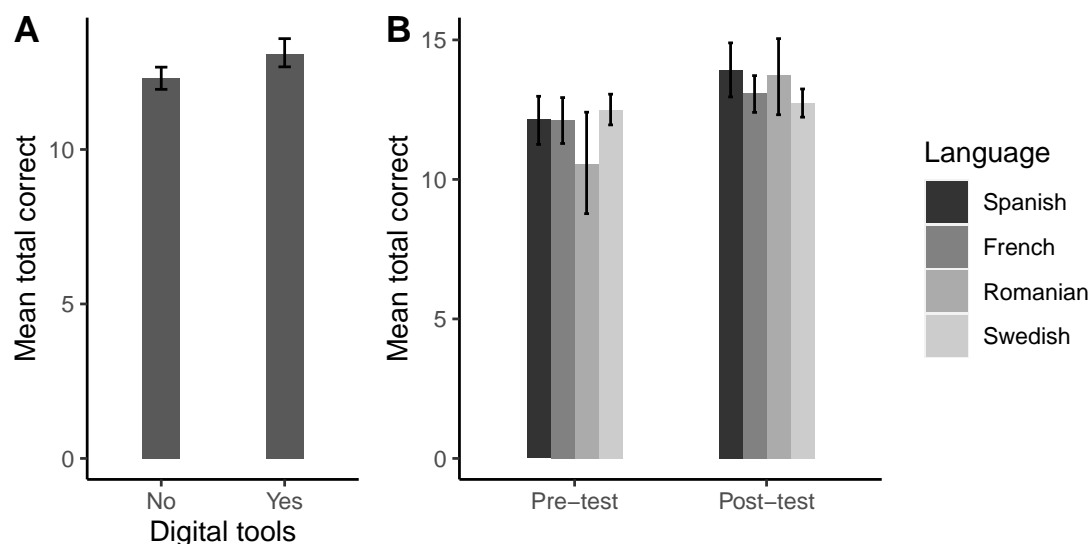 A
Mean total correct
10
5
0
No Yes
Digital tools
B
Mean total correct
15
10
5
0
Pre−test Post−test
Language
Spanish
French
Romanian
Swedish